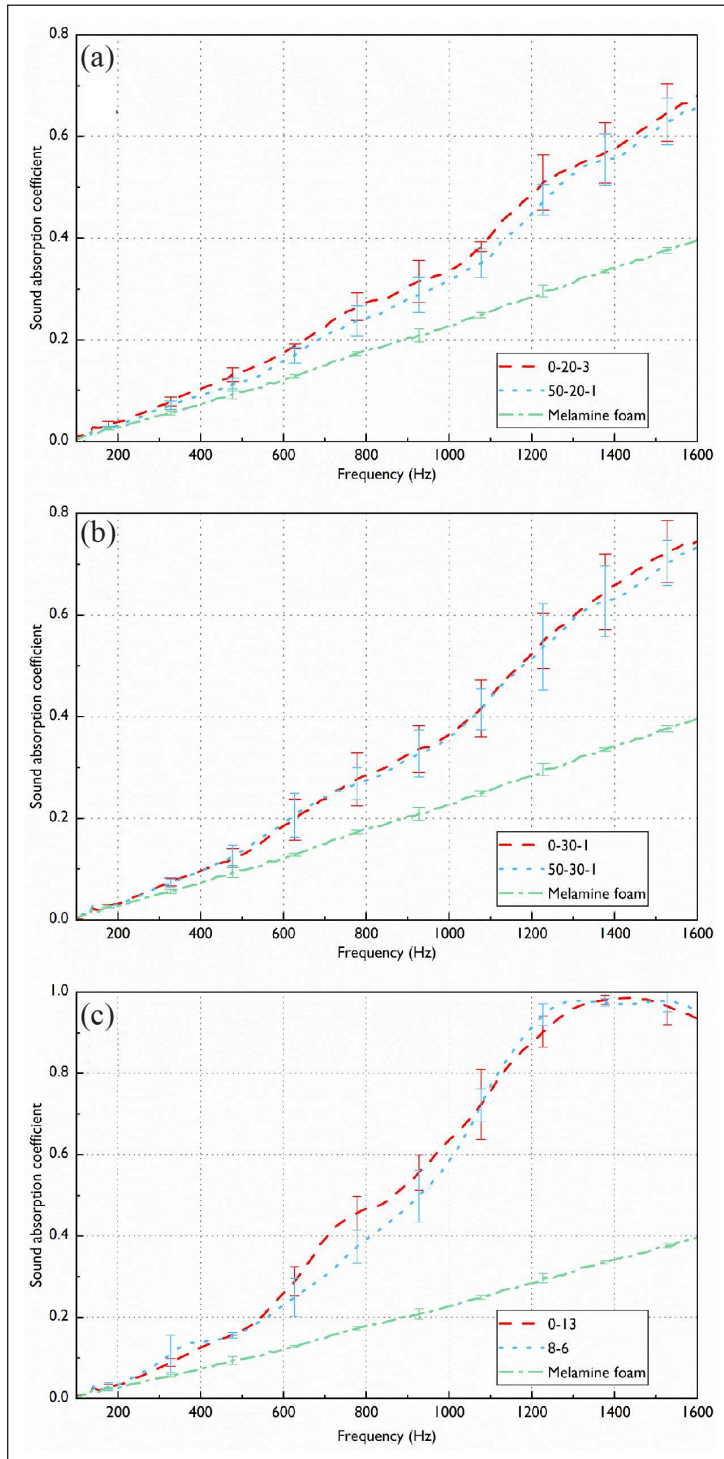 (a)
0.8
0.6
0.4
0.2
0.0
Sound absorption coefficient
0-20-3
50-20-1
Melamine foam
200 400 600 800 1000 1200 1400 1600
Frequency (Hz)
(b)
0.8
0.6
0.4
0.2
0.0
Sound absorption coefficient
0-30-1
50-30-1
Melamine foam
200 400 600 800 1000 1200 1400 1600
Frequency (Hz)
(c)
1.0
0.8
0.6
0.4
0.2
0.0
Sound absorption coefficient
0-13
8-6
Melamine foam
200 400 600 800 1000 1200 1400 1600
Frequency (Hz)